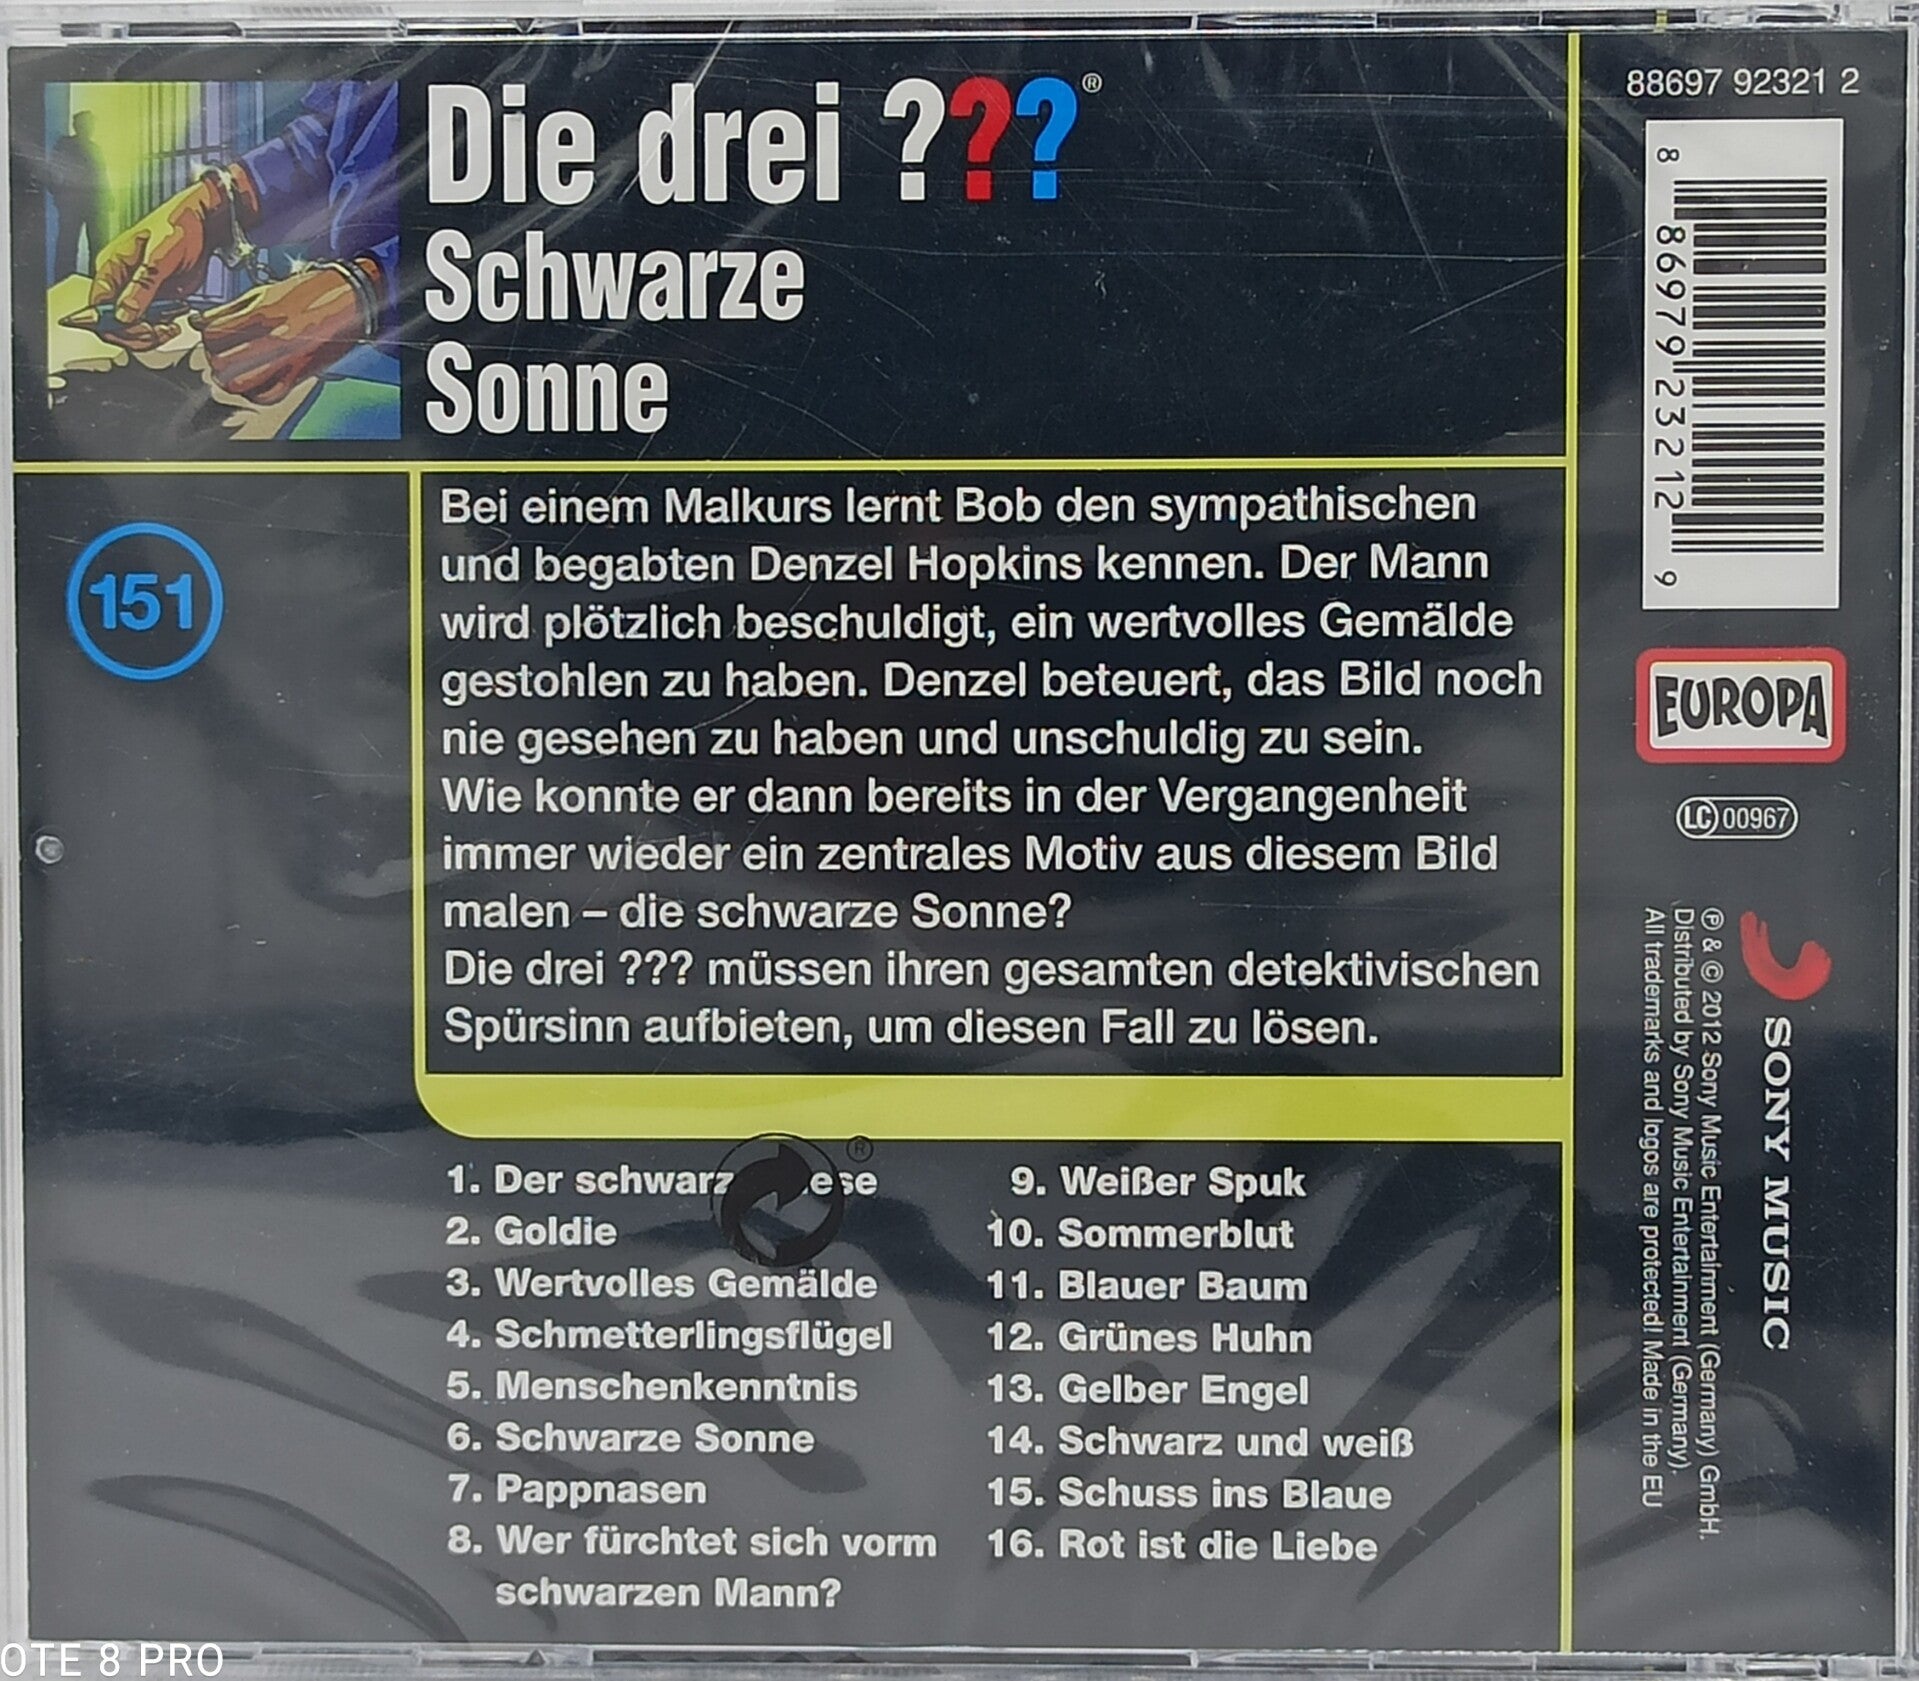 Die drei ???®
Schwarze
Sonne
151
Bei einem Malkurs lernt Bob den sympathischen
und begabten Denzel Hopkins kennen. Der Mann
wird plötzlich beschuldigt, ein wertvolles Gemälde
gestohlen zu haben. Denzel beteuert, das Bild noch
nie gesehen zu haben und unschuldig zu sein.
Wie konnte er dann bereits in der Vergangenheit
immer wieder ein zentrales Motiv aus diesem Bild
malen – die schwarze Sonne?
Die drei ??? müssen ihren gesamten detektivischen
Spürsinn aufbieten, um diesen Fall zu lösen.
®
1. Der
2. Goldie
3. Wertvolles Gemälde
4. Schmetterlingsflügel
5. Menschenkenntnis
6. Schwarze Sonne
7. Pappnasen
8. Wer fürchtet sich vorm
schwarzen Mann?
9. Weißer Spuk
10. Sommerblut
11. Blauer Baum
12. Grünes Huhn
13. Gelber Engel
14. Schwarz und weiß
15. Schuss ins Blaue
16. Rot ist die Liebe
88697 92321 2
8 86979 23212 9
EUROPA
LC 00967
SONY MUSIC
℗ & © 2012 Sony Music Entertainment (Germany) GmbH.
Distributed by Sony Music Entertainment (Germany).
All trademarks and logos are protected! Made in the EU
OTE 8 PRO